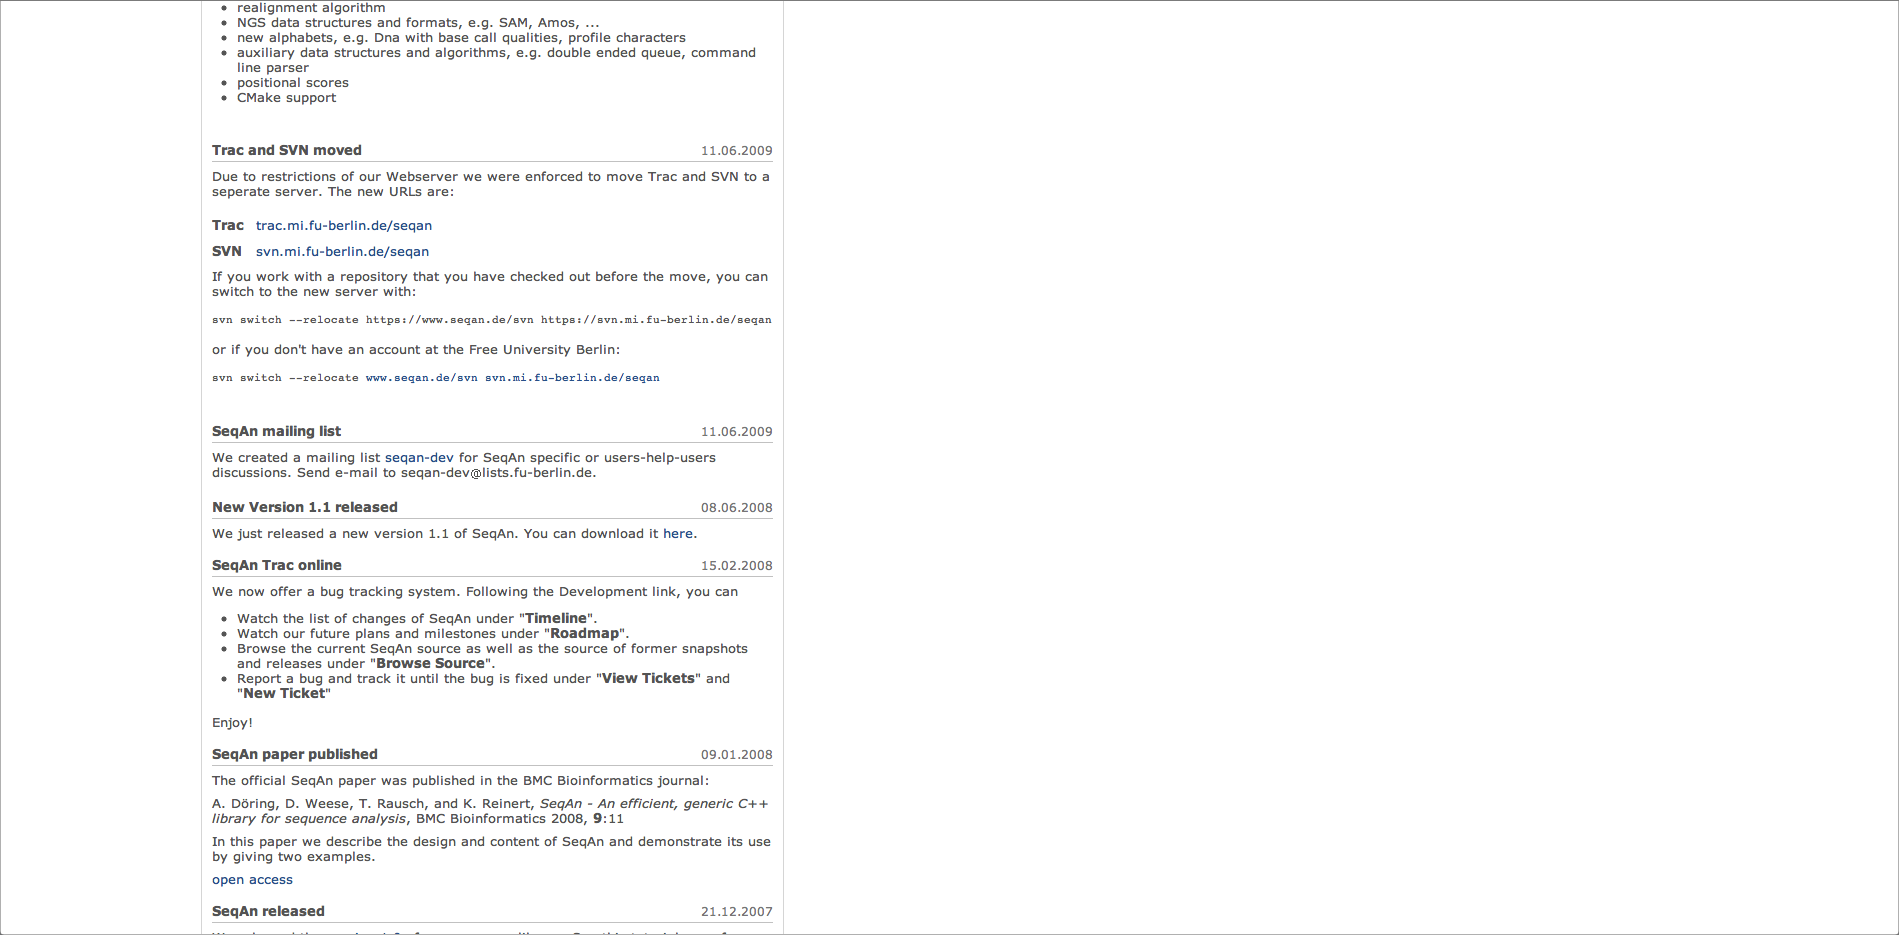 realignment algorithm
NGS data structures and formats, e.g. SAM, Amos, ...
new alphabets, e.g. Dna with base call qualities, profile characters
auxiliary data structures and algorithms, e.g. double ended queue, command
line parser
positional scores
CMake support
Trac and SVN moved 11.06.2009
Due to restrictions of our Webserver we were enforced to move Trac and SVN to a
seperate server. The new URLs are:
Trac trac.mi.fu-berlin.de/seqan
SVN svn.mi.fu-berlin.de/seqan
If you work with a repository that you have checked out before the move, you can
switch to the new server with:
svn switch --relocate https://www.seqan.de/svn https://svn.mi.fu-berlin.de/seqan
or if you don't have an account at the Free University Berlin:
svn switch --relocate www.seqan.de/svn svn.mi.fu-berlin.de/seqan
SeqAn mailing list 11.06.2009
We created a mailing list seqan-dev for SeqAn specific or users-help-users
discussions. Send e-mail to seqan-dev@lists.fu-berlin.de.
New Version 1.1 released 08.06.2008
We just released a new version 1.1 of SeqAn. You can download it here.
SeqAn Trac online 15.02.2008
We now offer a bug tracking system. Following the Development link, you can
Watch the list of changes of SeqAn under "Timeline".
Watch our future plans and milestones under "Roadmap".
Browse the current SeqAn source as well as the source of former snapshots
and releases under "Browse Source".
Report a bug and track it until the bug is fixed under "View Tickets" and
"New Ticket"
Enjoy!
SeqAn paper published 09.01.2008
The official SeqAn paper was published in the BMC Bioinformatics journal:
A. Döring, D. Weese, T. Rausch, and K. Reinert, SeqAn - An efficient, generic C++
library for sequence analysis, BMC Bioinformatics 2008, 9:11
In this paper we describe the design and content of SeqAn and demonstrate its use
by giving two examples.
open access
SeqAn released 21.12.2007